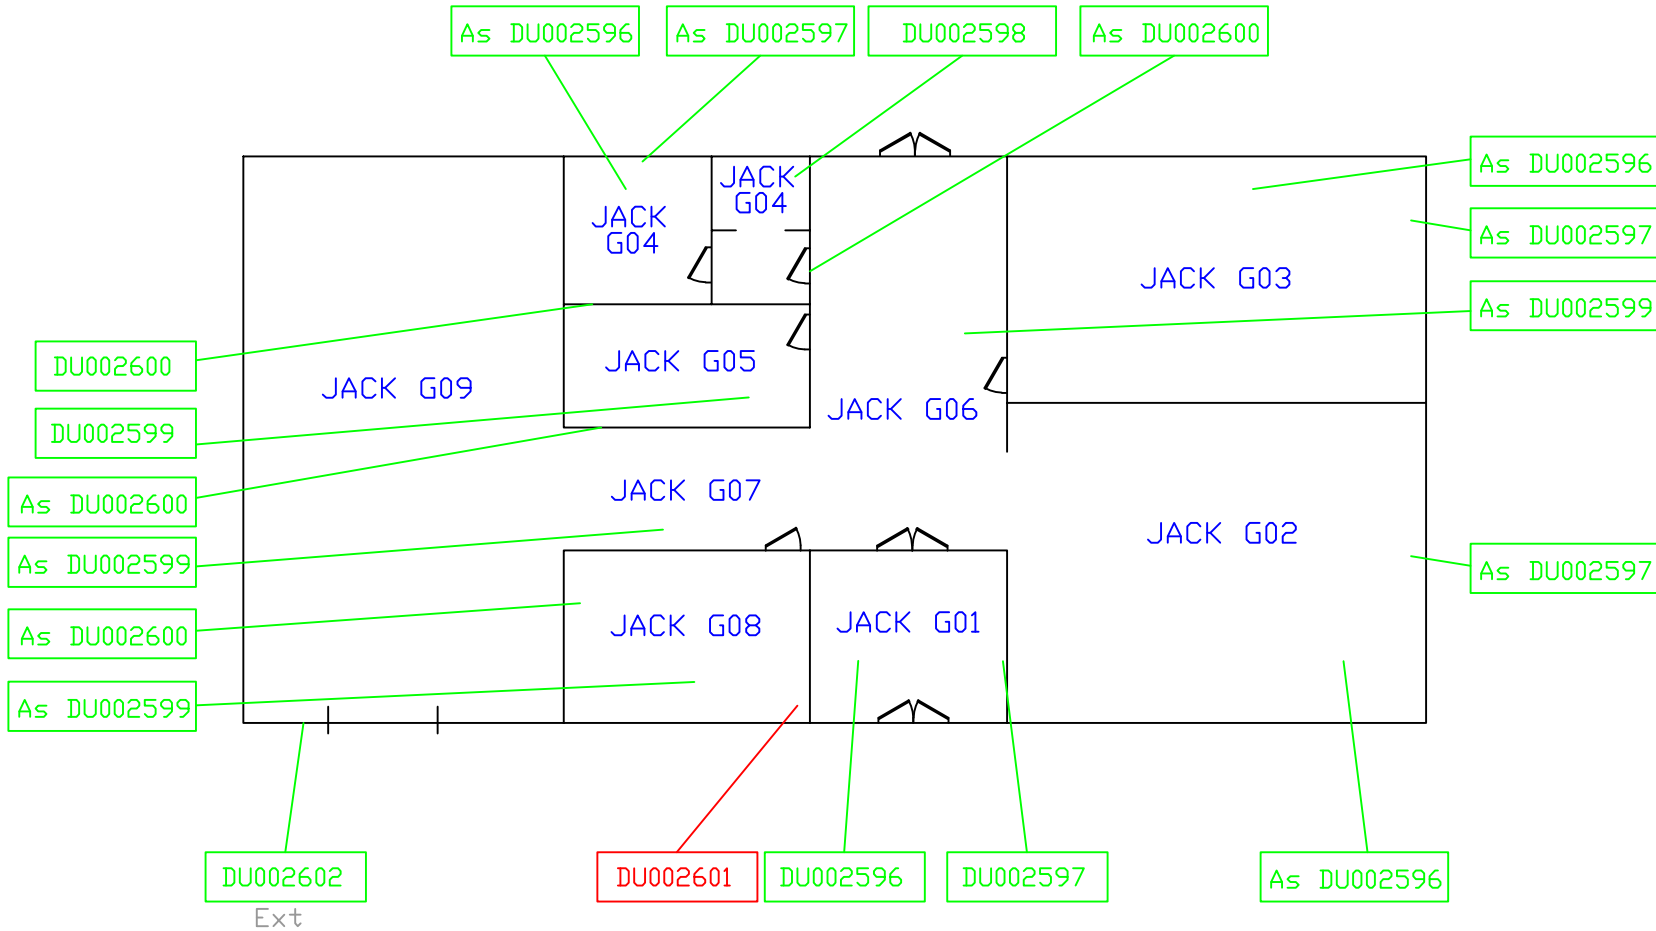 As DU002596
As DU002597
DU002598
As DU002600
As DU002596
JACK
G04
JACK
G04
As DU002597
JACK G03
As DU002599
DU002600
JACK G05
JACK G09
JACK G06
DU002599
As DU002600
JACK G07
JACK G02
As DU002599
As DU002597
As DU002600
JACK G08
JACK G01
As DU002599
DU002602
DU002601
DU002596
DU002597
As DU002596
Ext